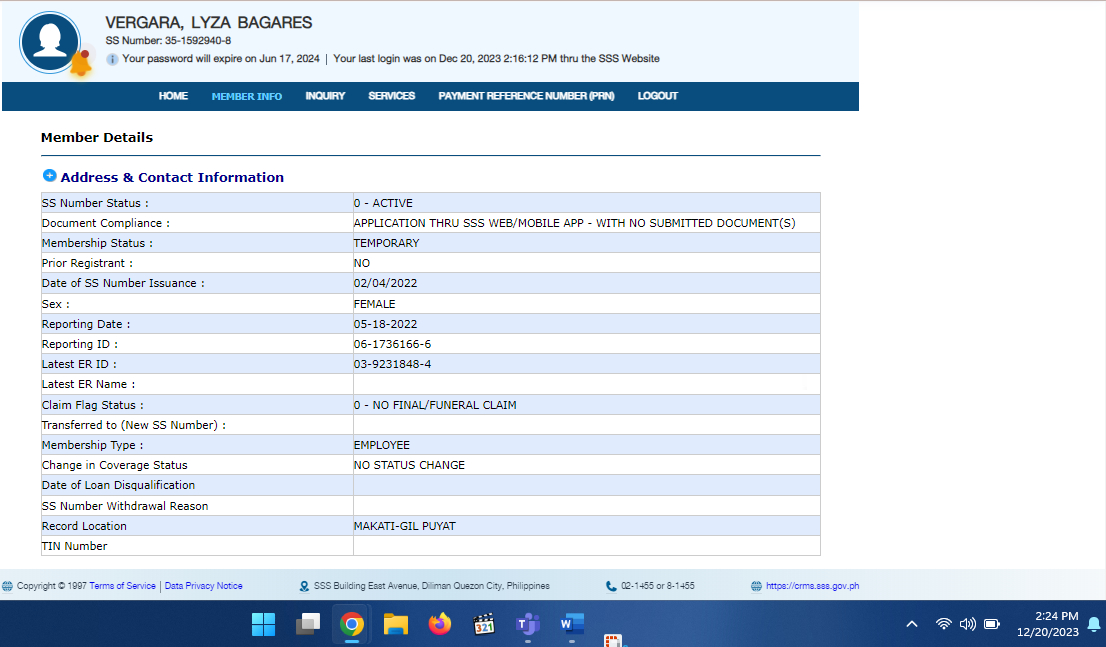 VERGARA, LYZA BAGARES
SS Number: 35-1592940-8
Your password will expire on Jun 17, 2024 | Your last login was on Dec 20, 2023 2:16:12 PM thru the SSS Website
HOME MEMBER INFO INQUIRY SERVICES PAYMENT REFERENCE NUMBER (PRN) LOGOUT
Member Details
Address & Contact Information
SS Number Status : 0 - ACTIVE
Document Compliance : APPLICATION THRU SSS WEB/MOBILE APP - WITH NO SUBMITTED DOCUMENT(S)
Membership Status : TEMPORARY
Prior Registrant : NO
Date of SS Number Issuance : 02/04/2022
Sex : FEMALE
Reporting Date : 05-18-2022
Reporting ID : 06-1736166-6
Latest ER ID : 03-9231848-4
Latest ER Name :
Claim Flag Status : 0 - NO FINAL/FUNERAL CLAIM
Transferred to (New SS Number) :
Membership Type : EMPLOYEE
Change in Coverage Status NO STATUS CHANGE
Date of Loan Disqualification
SS Number Withdrawal Reason
Record Location MAKATI-GIL PUYAT
TIN Number
Copyright © 1997 Terms of Service | Data Privacy Notice SSS Building East Avenue, Diliman Quezon City, Philippines 02-1455 or 8-1455 https://crms.sss.gov.ph
321 T W
2:24 PM
12/20/2023